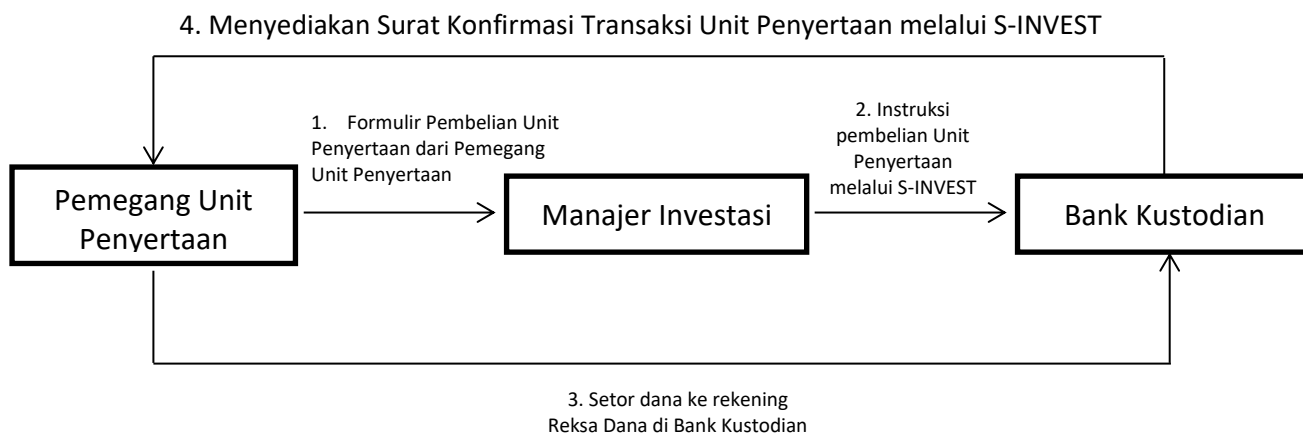 4. Menyediakan Surat Konfirmasi Transaksi Unit Penyertaan melalui S-INVEST
1. Formulir Pembelian Unit
Penyertaan dari Pemegang
Unit Penyertaan
2. Instruksi
pembelian Unit
Penyertaan
melalui S-INVEST
Pemegang Unit
Penyertaan
Manajer Investasi
Bank Kustodian
3. Setor dana ke rekening
Reksa Dana di Bank Kustodian